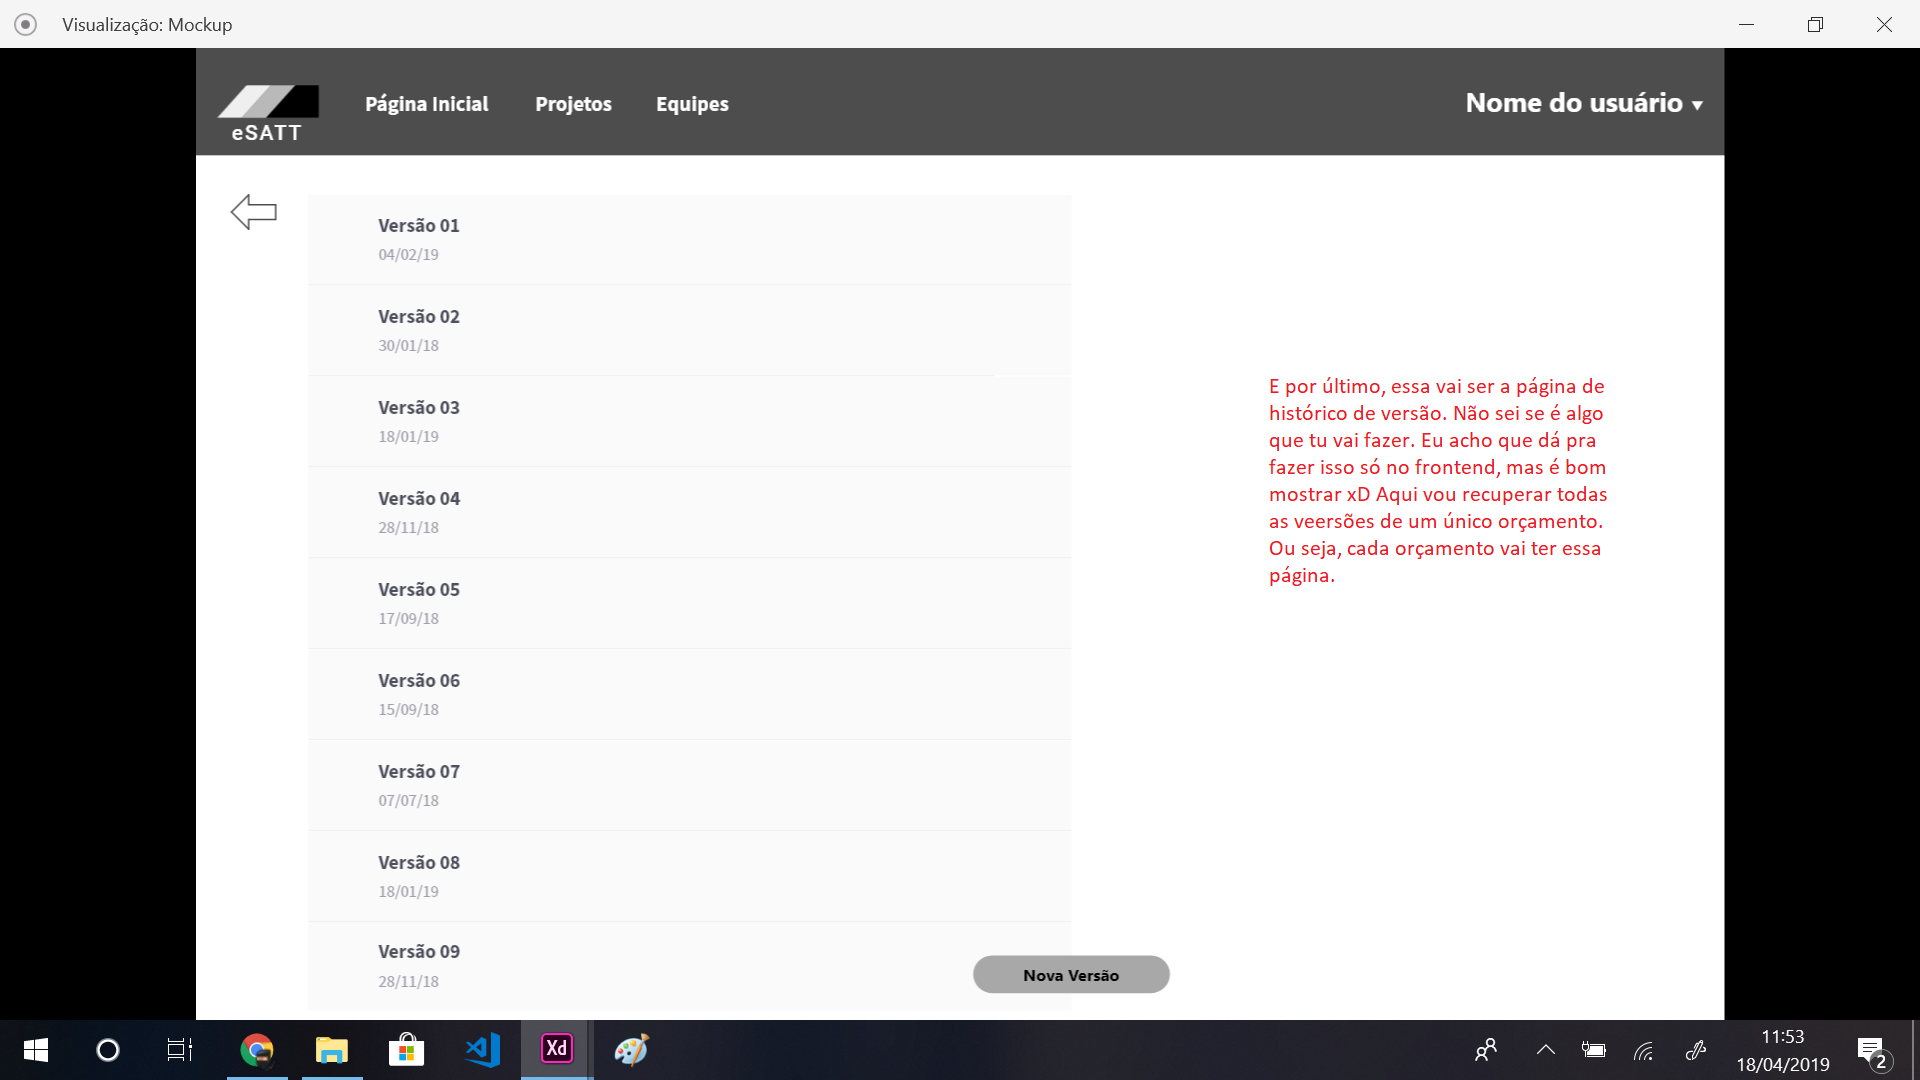 Visualização: Mockup
eSATT
Página Inicial
Projetos
Equipes
Nome do usuário
Versão 01
04/02/19
Versão 02
30/01/18
Versão 03
18/01/19
Versão 04
28/11/18
Versão 05
17/09/18
Versão 06
15/09/18
Versão 07
07/07/18
Versão 08
18/01/19
Versão 09
28/11/18
Nova Versão
E por último, essa vai ser a página de
histórico de versão. Não sei se é algo
que tu vai fazer. Eu acho que dá pra
fazer isso só no frontend, mas é bom
mostrar xD Aqui vou recuperar todas
as veersões de um único orçamento.
Ou seja, cada orçamento vai ter essa
página.
Xd
11:53
18/04/2019
2